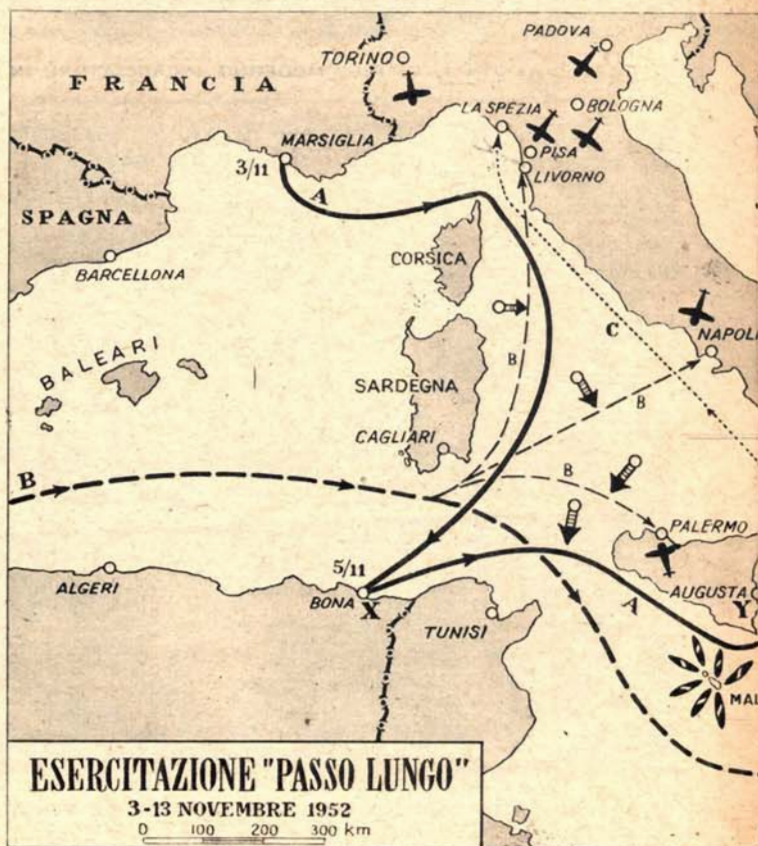 PADOVA
TORINO
FRANCIA
LA SPEZIA
BOLOGNA
MARSIGLIA
3/11
PISA
LIVORNO
A
SPAGNA
CORSICA
BARCELLONA
C
NAPOLI
BALEARI
B
SARDEGNA
B
CAGLIARI
B
B
PALERMO
5/11
ALGERI
BONA
X
AUGUSTA
Y
A
TUNISI
MAL
ESERCITAZIONE "PASSO LUNGO"
3-13 NOVEMBRE 1952
0 100 200 300 km